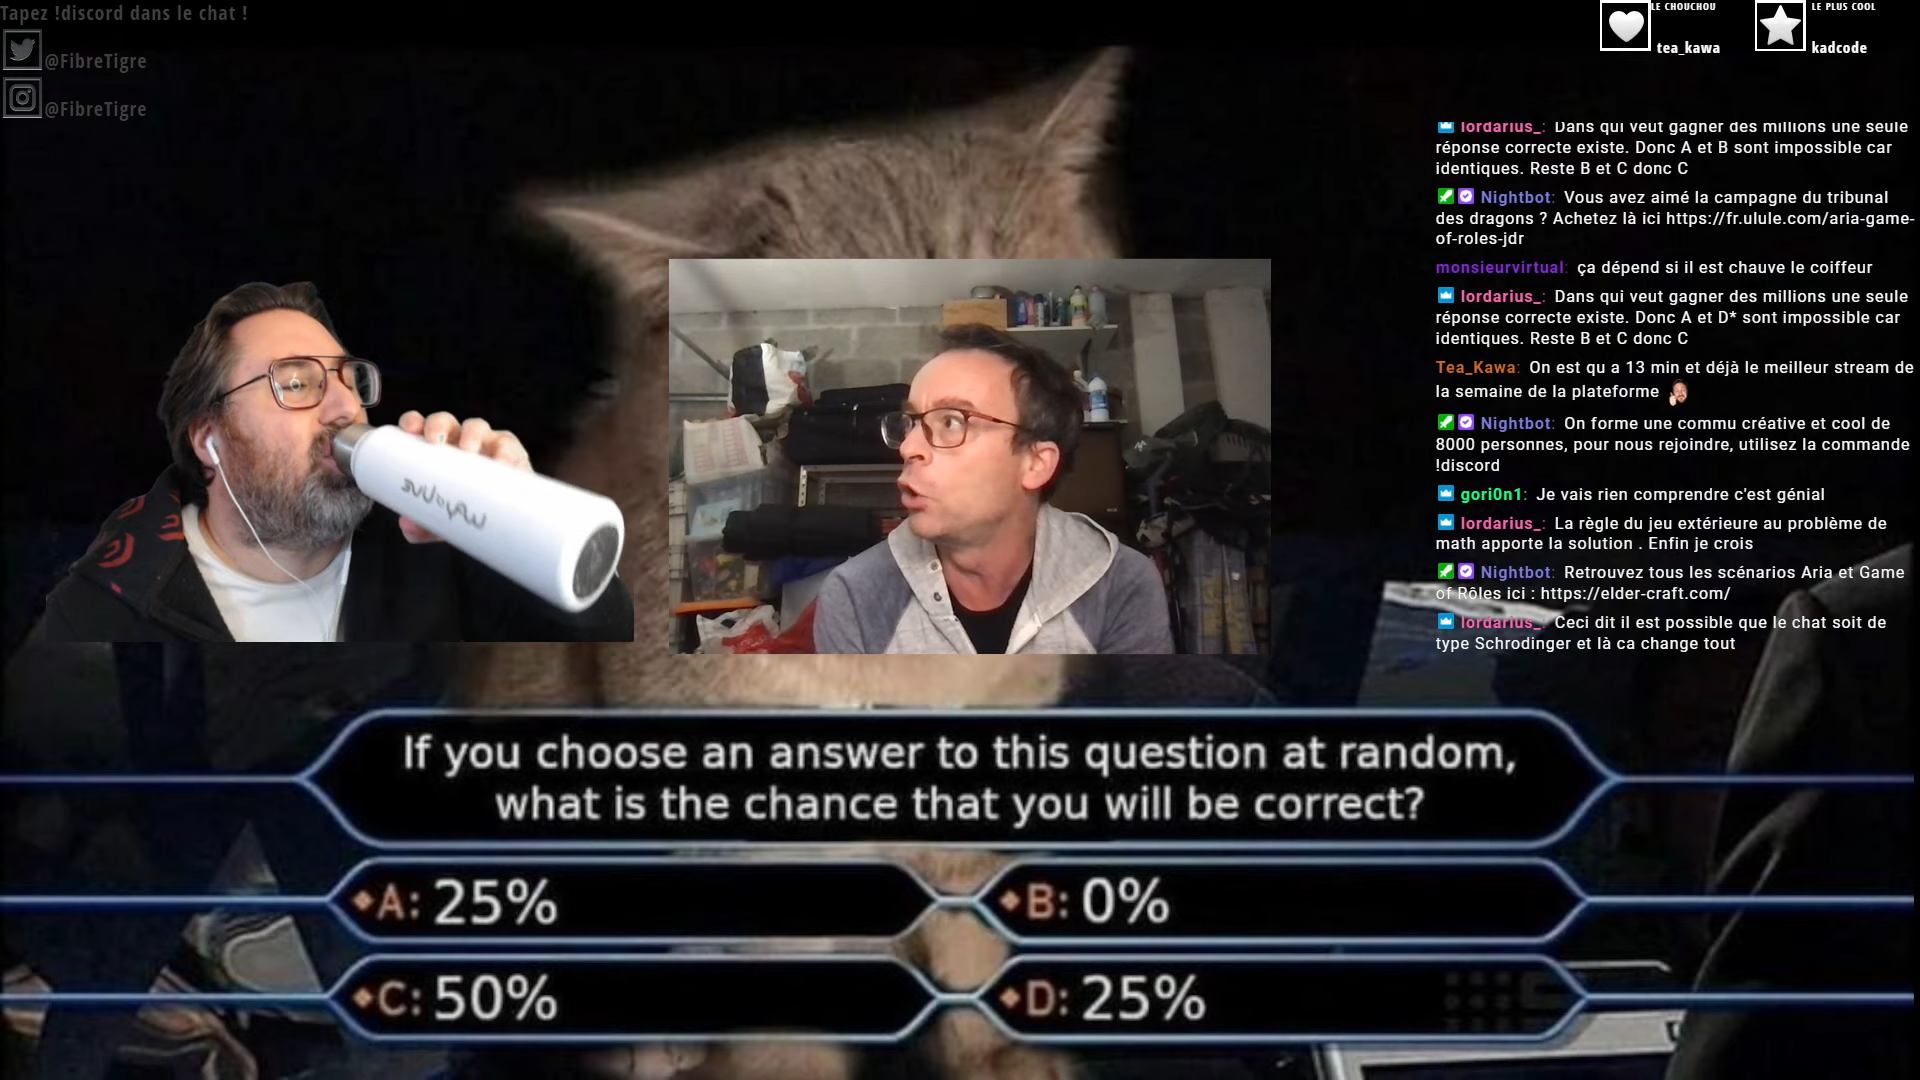 Tapez !discord dans le chat !
@FibreTigre
@FibreTigre
LE CHOUCHOU
tea_kawa
LE PLUS COOL
kadcode
lordarius_: Dans qui veut gagner des millions une seule
réponse correcte existe. Donc A et B sont impossible car
identiques. Reste B et C donc C
Nightbot: Vous avez aimé la campagne du tribunal
des dragons ? Achetez là ici https://fr.ulule.com/aria-game-
of-roles-jdr
monsieurvirtual: ça dépend si il est chauve le coiffeur
lordarius_: Dans qui veut gagner des millions une seule
réponse correcte existe. Donc A et D* sont impossible car
identiques. Reste B et C donc C
Tea_Kawa: On est qu a 13 min et déjà le meilleur stream de
la semaine de la plateforme
Nightbot: On forme une commu créative et cool de
8000 personnes, pour nous rejoindre, utilisez la commande
!discord
gori0n1: Je vais rien comprendre c'est génial
lordarius_: La règle du jeu extérieure au problème de
math apporte la solution . Enfin je crois
Nightbot: Retrouvez tous les scénarios Aria et Game
of Rôles ici : https://elder-craft.com/
lordarius_: Ceci dit il est possible que le chat soit de
type Schrodinger et là ca change tout
If you choose an answer to this question at random,
what is the chance that you will be correct?
A: 25%
B: 0%
C: 50%
D: 25%